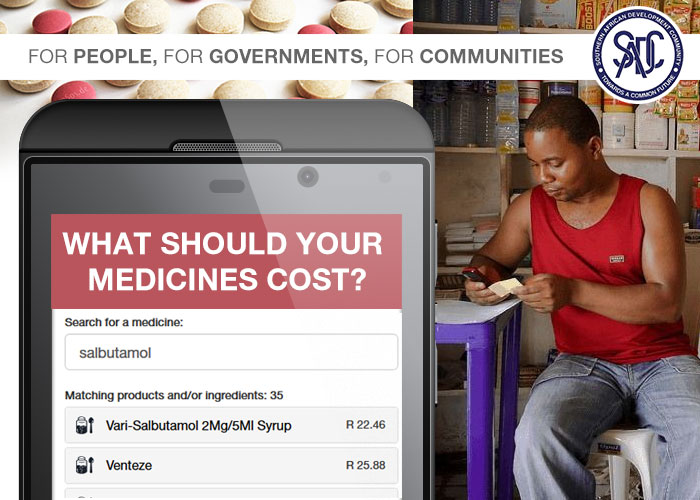 FOR PEOPLE, FOR GOVERNMENTS, FOR COMMUNITIES
SOUTHERN AFRICAN DEVELOPMENT COMMUNITY
SADC
TOWARDS A COMMON FUTURE
WHAT SHOULD YOUR
MEDICINES COST?
Search for a medicine:
salbutamol
Matching products and/or ingredients: 35
Vari-Salbutamol 2Mg/5Ml Syrup R 22.46
Venteze R 25.88